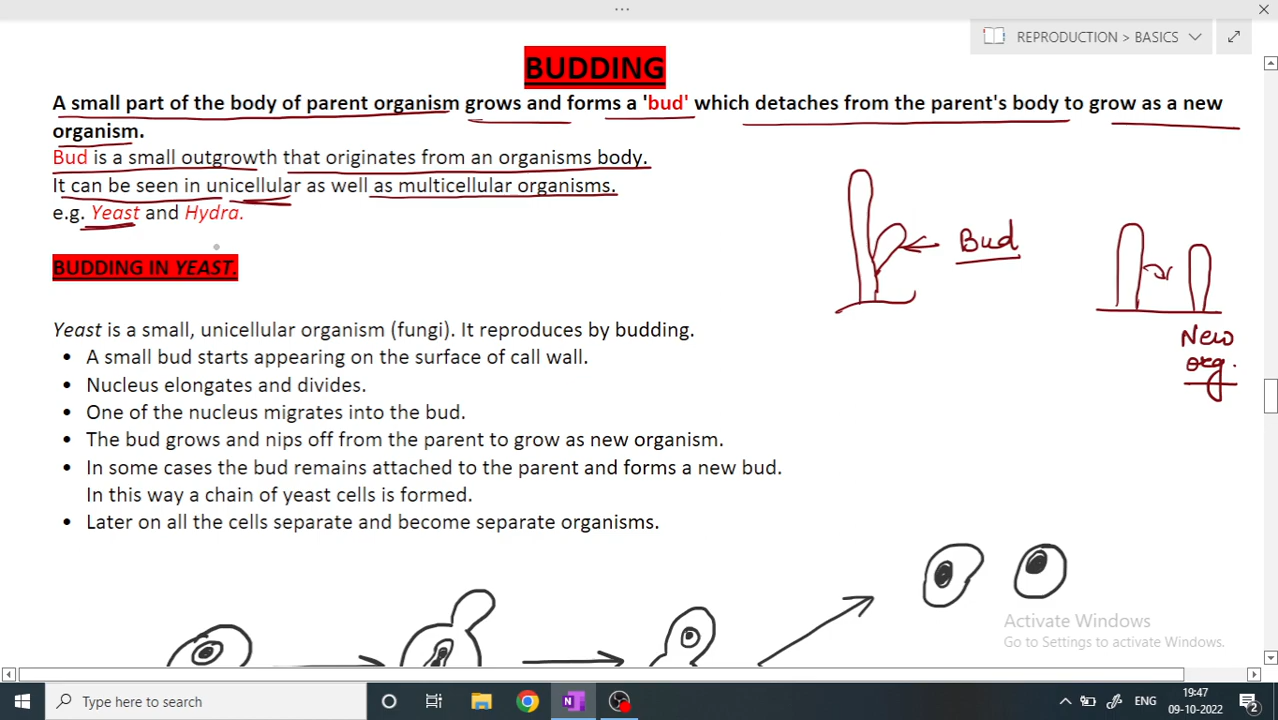 ...
REPRODUCTION > BASICS
BUDDING
A small part of the body of parent organism grows and forms a 'bud' which detaches from the parent's body to grow as a new
organism.
Bud is a small outgrowth that originates from an organisms body.
It can be seen in unicellular as well as multicellular organisms.
e.g. Yeast and Hydra.
Bud
New
org.
BUDDING IN YEAST.
Yeast is a small, unicellular organism (fungi). It reproduces by budding.
• A small bud starts appearing on the surface of call wall.
• Nucleus elongates and divides.
• One of the nucleus migrates into the bud.
• The bud grows and nips off from the parent to grow as new organism.
• In some cases the bud remains attached to the parent and forms a new bud.
In this way a chain of yeast cells is formed.
• Later on all the cells separate and become separate organisms.
Activate Windows
Go to Settings to activate Windows.
Type here to search
ENG
19:47
09-10-2022
2